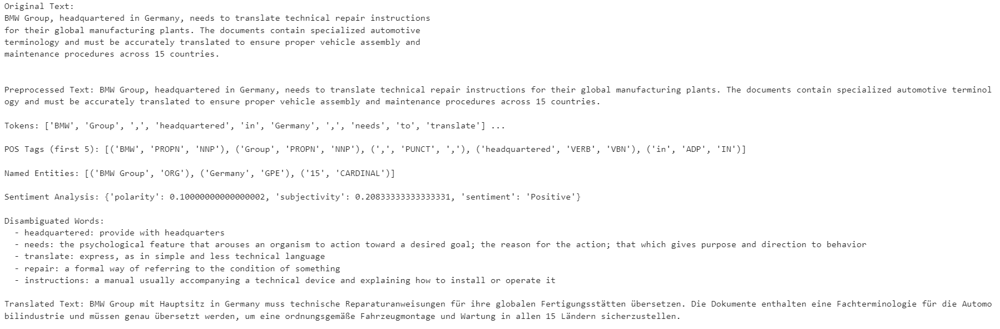 Original Text:
BMW Group, headquartered in Germany, needs to translate technical repair instructions
for their global manufacturing plants. The documents contain specialized automotive
terminology and must be accurately translated to ensure proper vehicle assembly and
maintenance procedures across 15 countries.
Preprocessed Text: BMW Group, headquartered in Germany, needs to translate technical repair instructions for their global manufacturing plants. The documents contain specialized automotive terminol
ogy and must be accurately translated to ensure proper vehicle assembly and maintenance procedures across 15 countries.
Tokens: ['BMW', 'Group', ',', 'headquartered', 'in', 'Germany', ',', 'needs', 'to', 'translate'] ...
POS Tags (first 5): [('BMW', 'PROPN', 'NNP'), ('Group', 'PROPN', 'NNP'), (',', 'PUNCT', ','), ('headquartered', 'VERB', 'VBN'), ('in', 'ADP', 'IN')]
Named Entities: [('BMW Group', 'ORG'), ('Germany', 'GPE'), ('15', 'CARDINAL')]
Sentiment Analysis: {'polarity': 0.10000000000000002, 'subjectivity': 0.20833333333333331, 'sentiment': 'Positive'}
Disambiguated Words:
- headquartered: provide with headquarters
- needs: the psychological feature that arouses an organism to action toward a desired goal; the reason for the action; that which gives purpose and direction to behavior
- translate: express, as in simple and less technical language
- repair: a formal way of referring to the condition of something
- instructions: a manual usually accompanying a technical device and explaining how to install or operate it
Translated Text: BMW Group mit Hauptsitz in Germany muss technische Reparaturanweisungen für ihre globalen Fertigungsstätten übersetzen. Die Dokumente enthalten eine Fachterminologie für die Automo
bilindustrie und müssen genau übersetzt werden, um eine ordnungsgemäße Fahrzeugmontage und Wartung in allen 15 Ländern sicherzustellen.